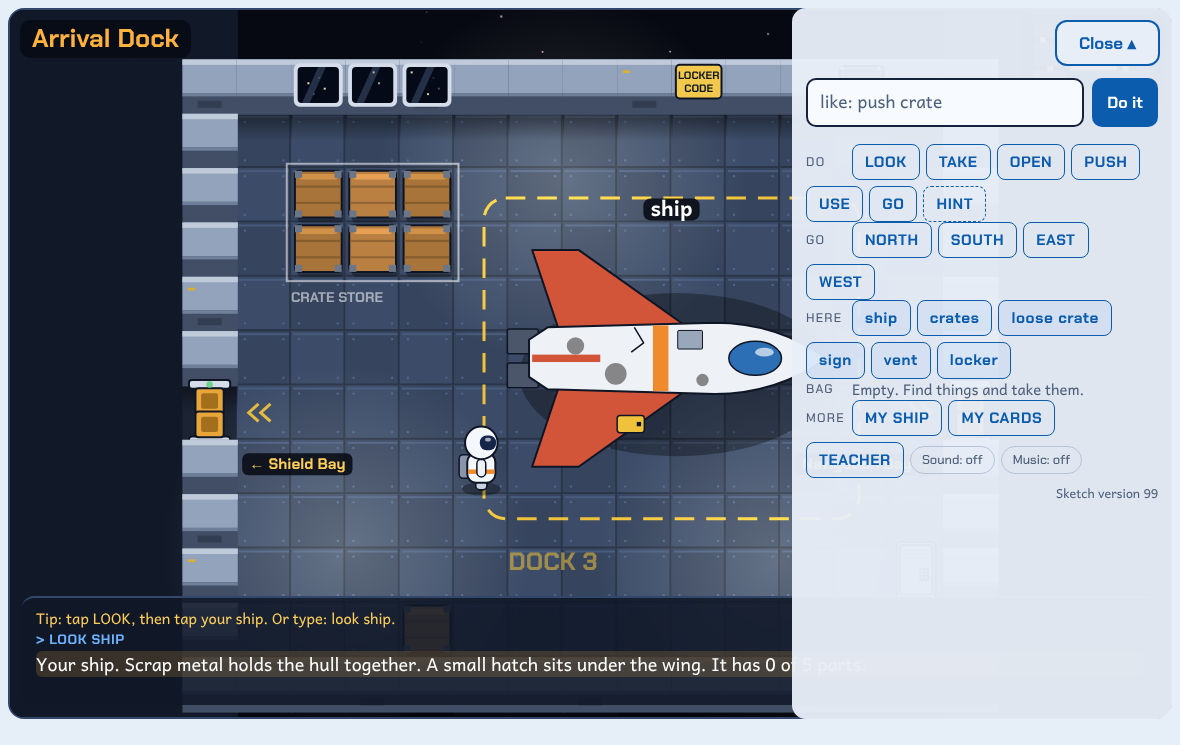 Arrival Dock
LOCKER
CODE
ship
CRATE STORE
← Shield Bay
DOCK 3
Tip: tap LOOK, then tap your ship. Or type: look ship.
> LOOK SHIP
Your ship. Scrap metal holds the hull together. A small hatch sits under the wing. It has 0 of 5 parts.
Close ▲
like: push crate
Do it
DO LOOK TAKE OPEN PUSH
USE GO HINT
GO NORTH SOUTH EAST
WEST
HERE ship crates loose crate
sign vent locker
BAG Empty. Find things and take them.
MORE MY SHIP MY CARDS
TEACHER Sound: off Music: off
Sketch version 99